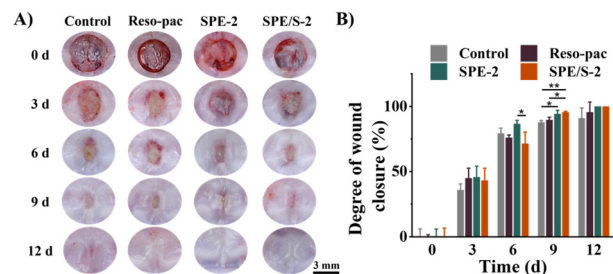 A)
Control Reso-pac SPE-2 SPE/S-2
0 d
3 d
6 d
9 d
12 d
3 mm
B)
Control Reso-pac
SPE-2 SPE/S-2
Degree of wound
closure (%)
100
50
0
**
*
*
*
0 3 6 9 12
Time (d)